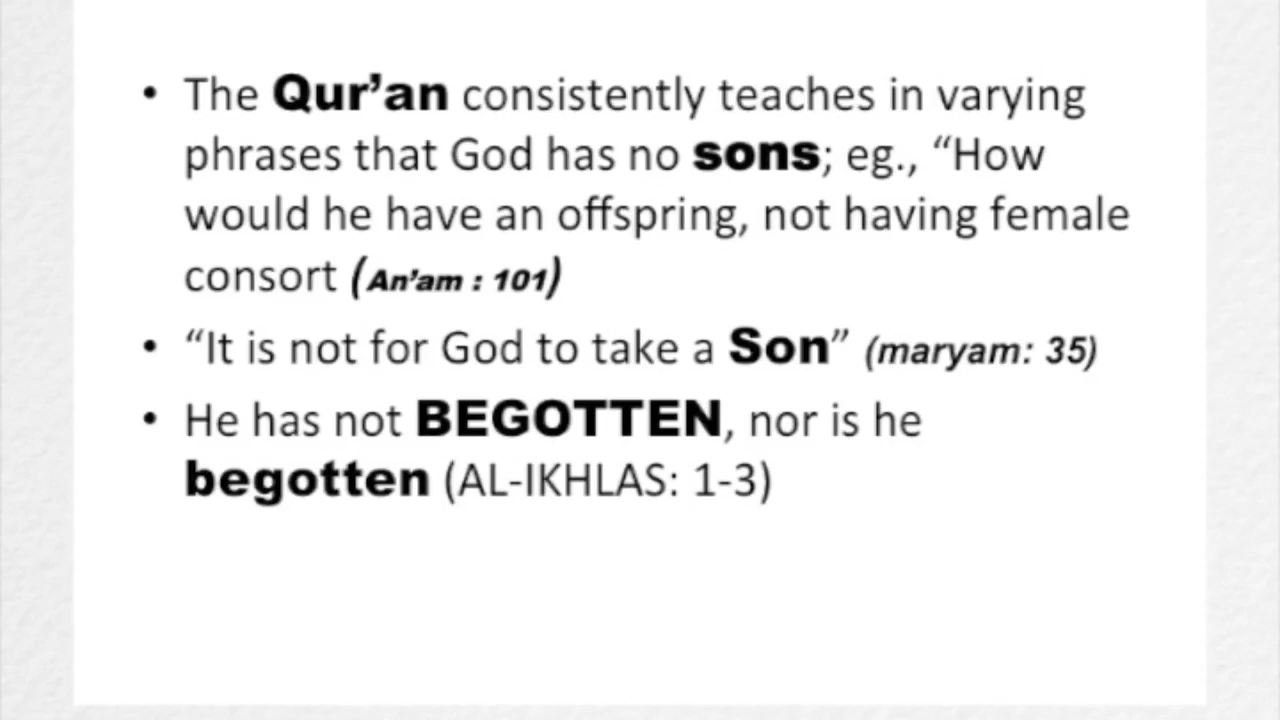 • The Qur’an consistently teaches in varying
phrases that God has no sons; eg., “How
would he have an offspring, not having female
consort (An’am : 101)
• “It is not for God to take a Son” (maryam: 35)
• He has not BEGOTTEN, nor is he
begotten (AL-IKHLAS: 1-3)